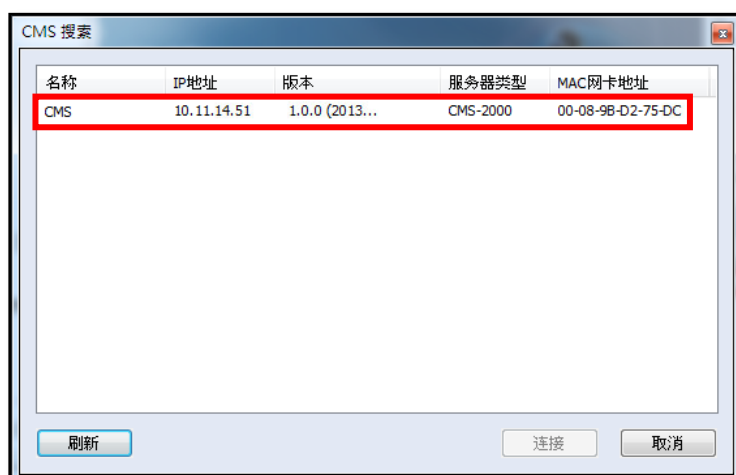 CMS 搜索
名称 IP地址 版本 服务器类型 MAC网卡地址
CMS 10.11.14.51 1.0.0 (2013... CMS-2000 00-08-9B-D2-75-DC
刷新 连接 取消